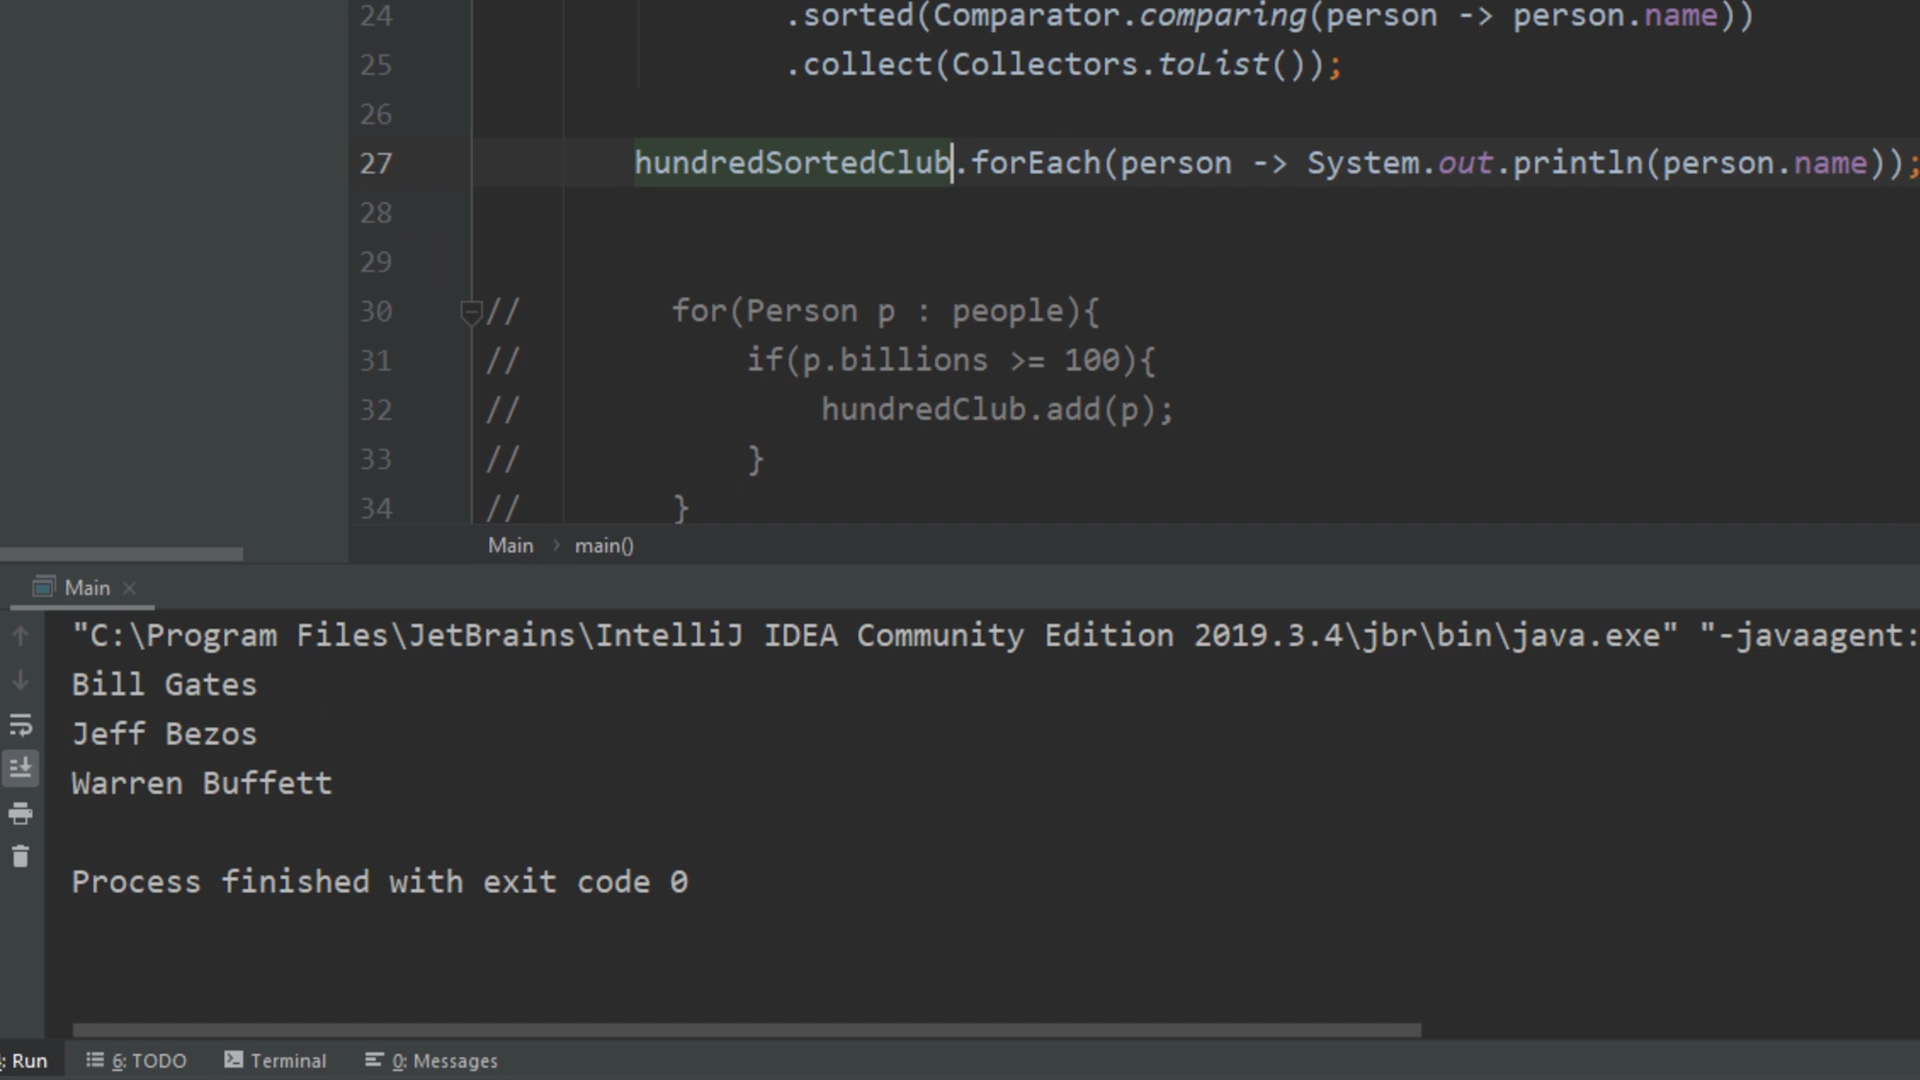 24 .sorted(Comparator.comparing(person -> person.name))
25 .collect(Collectors.toList());
26
27 hundredSortedClub.forEach(person -> System.out.println(person.name));
28
29
30 // for(Person p : people){
31 // if(p.billions >= 100){
32 // hundredClub.add(p);
33 // }
34 // }
Main > main()
Main ×
"C:\Program Files\JetBrains\IntelliJ IDEA Community Edition 2019.3.4\jbr\bin\java.exe" "-javaagent:
Bill Gates
Jeff Bezos
Warren Buffett
Process finished with exit code 0
: Run 6: TODO Terminal 0: Messages